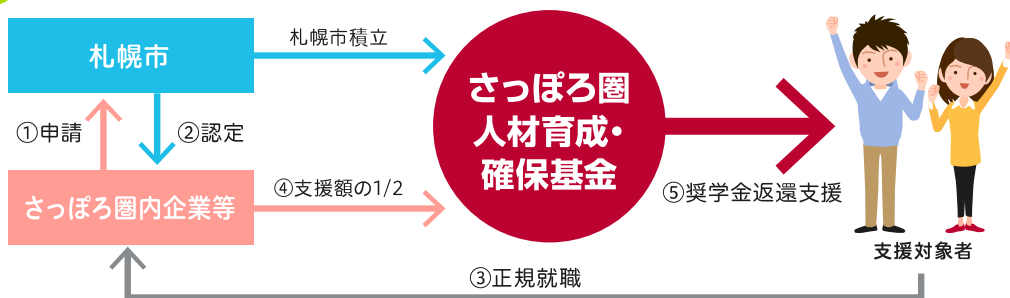 札幌市
札幌市積立
①申請
②認定
さっぽろ圏内企業等
④支援額の1/2
さっぽろ圏
人材育成・
確保基金
⑤奨学金返還支援
支援対象者
③正規就職